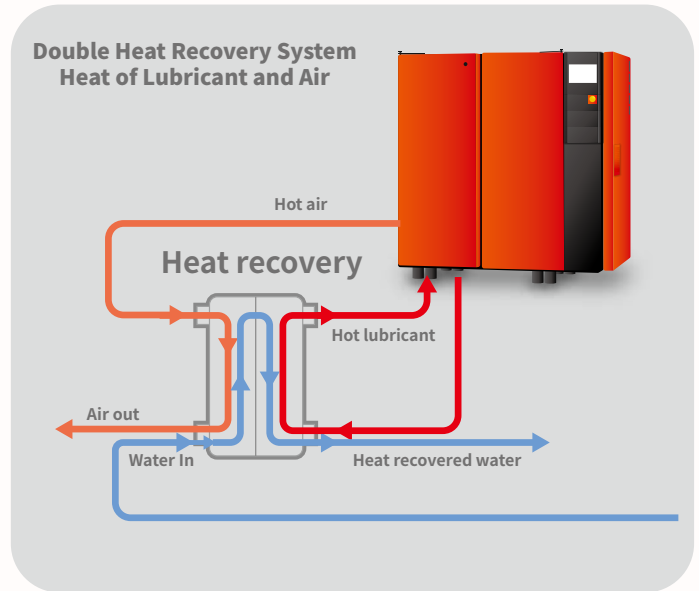 Double Heat Recovery System
Heat of Lubricant and Air
Hot air
Heat recovery
Hot lubricant
Air out
Water In
Heat recovered water